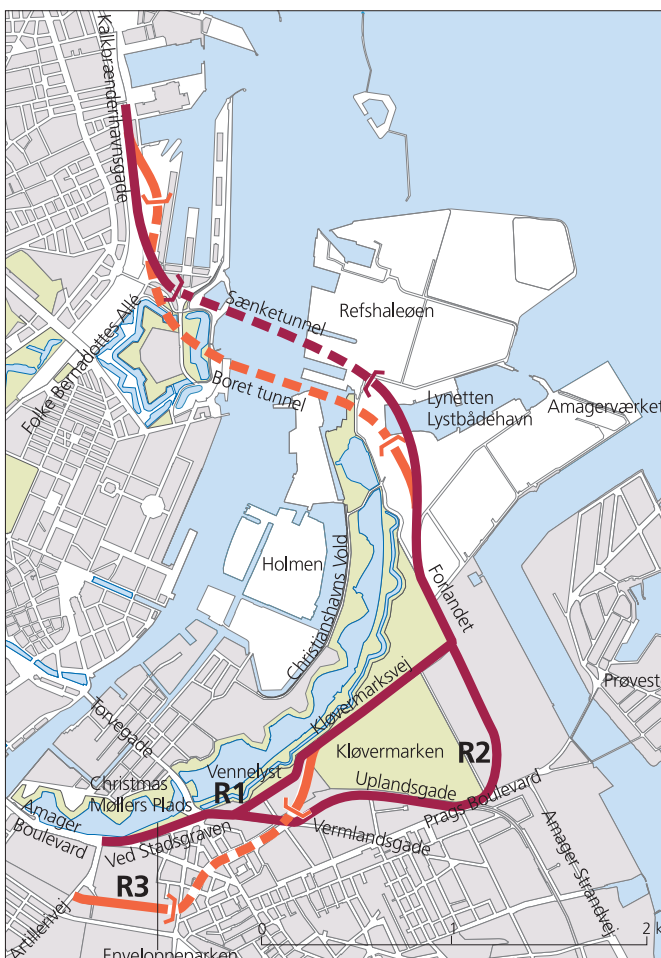 Kalkbrænderihavnsgade
Sænketunnel
Refshaleøen
Folke Bernadottes Allé
Boret tunnel
Lynetten
Lystbådehavn
Amagerværket
Holmen
Christianshavns Vold
Forlandet
Prøvest
Kløvermarksvej
Torvegade
Kløvermarken
R2
Vennelyst
Christmas
Møllers Plads
R1
Uplandsgade
Prags Boulevard
Amager
Boulevard
Ved Stadsgraven
Vermlandsgade
R3
Amager Strandvej
Artillerivej
Enveloppeparken
0
1
2 k